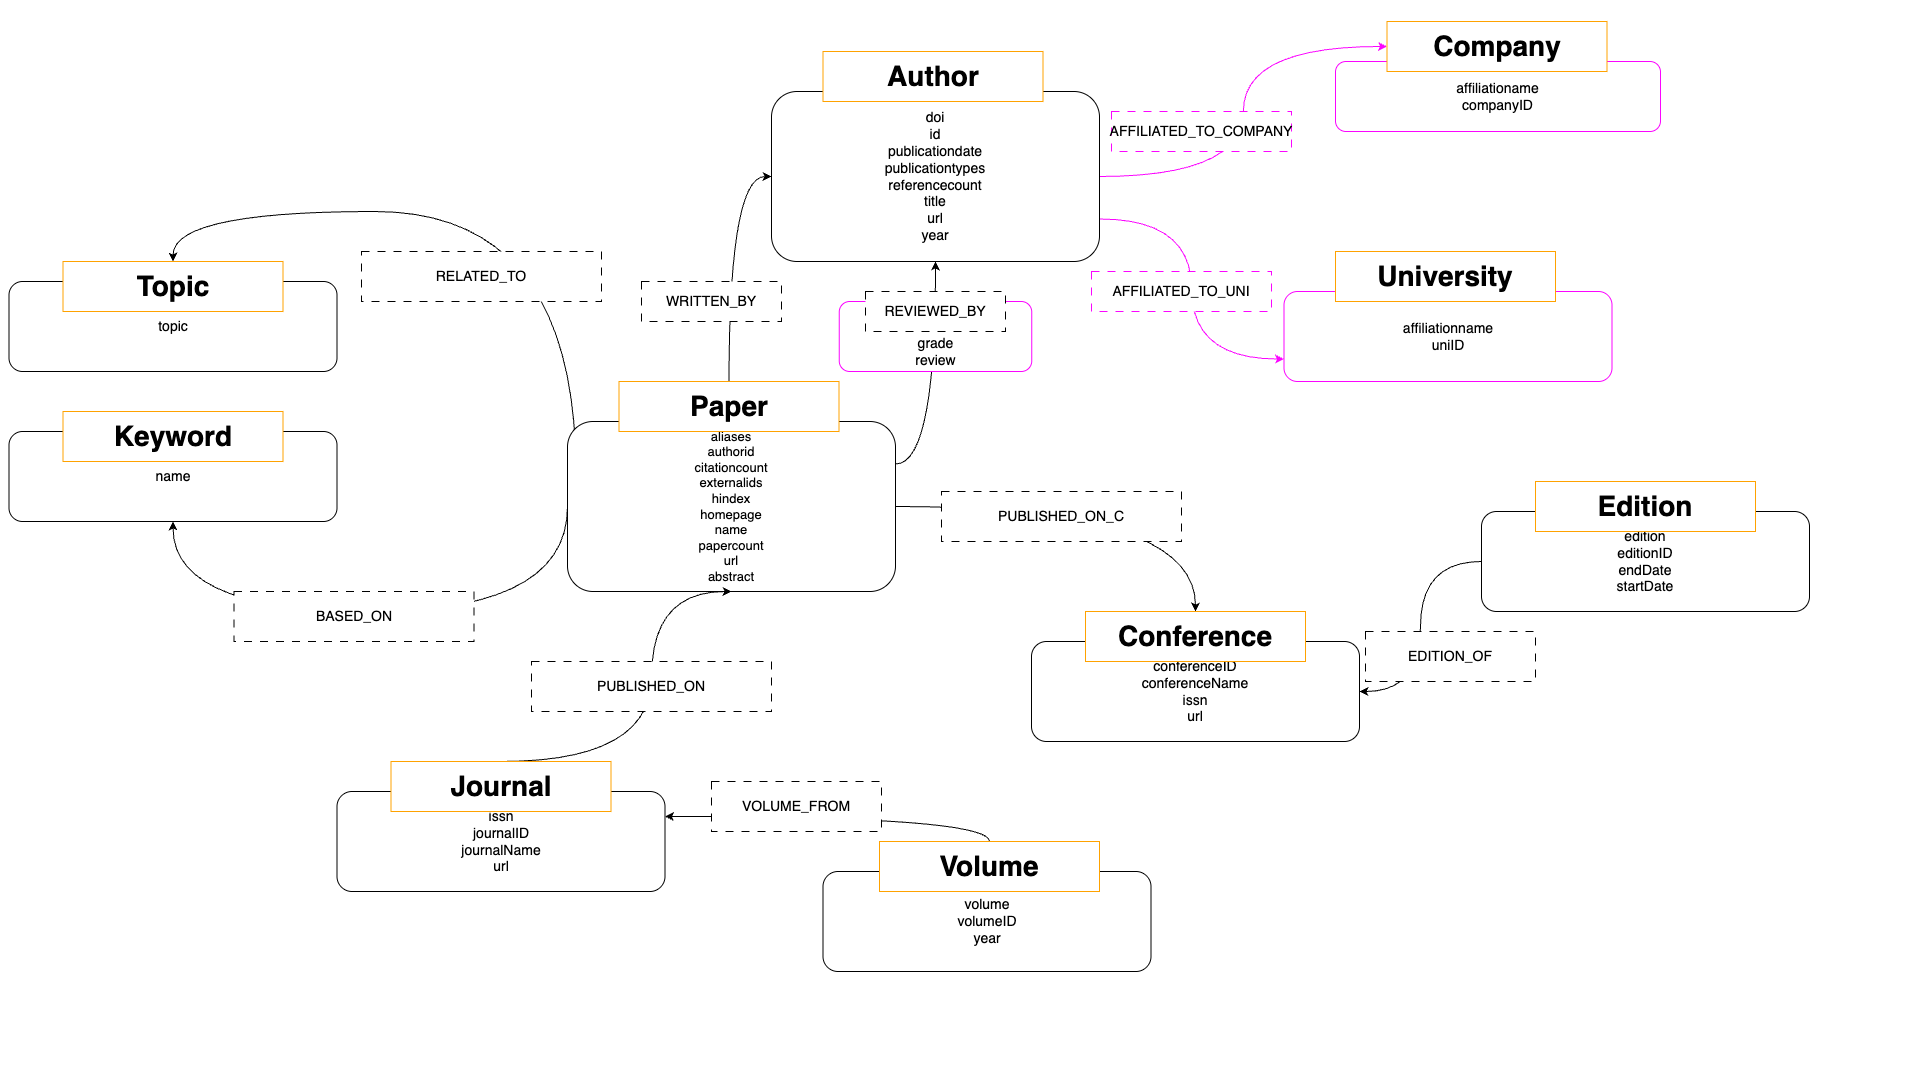 Company
affiliationame
companyID
Author
doi
id
publicationdate
publicationtypes
referencecount
title
url
year
AFFILIATED_TO_COMPANY
AFFILIATED_TO_UNI
University
affiliationname
uniID
RELATED_TO
Topic
topic
WRITTEN_BY
REVIEWED_BY
grade
review
Keyword
name
Paper
aliases
authorid
citationcount
externalids
hindex
homepage
name
papercount
url
abstract
PUBLISHED_ON_C
Edition
edition
editionID
endDate
startDate
BASED_ON
Conference
conferenceID
conferenceName
issn
url
EDITION_OF
PUBLISHED_ON
Journal
issn
journalID
journalName
url
VOLUME_FROM
Volume
volume
volumeID
year